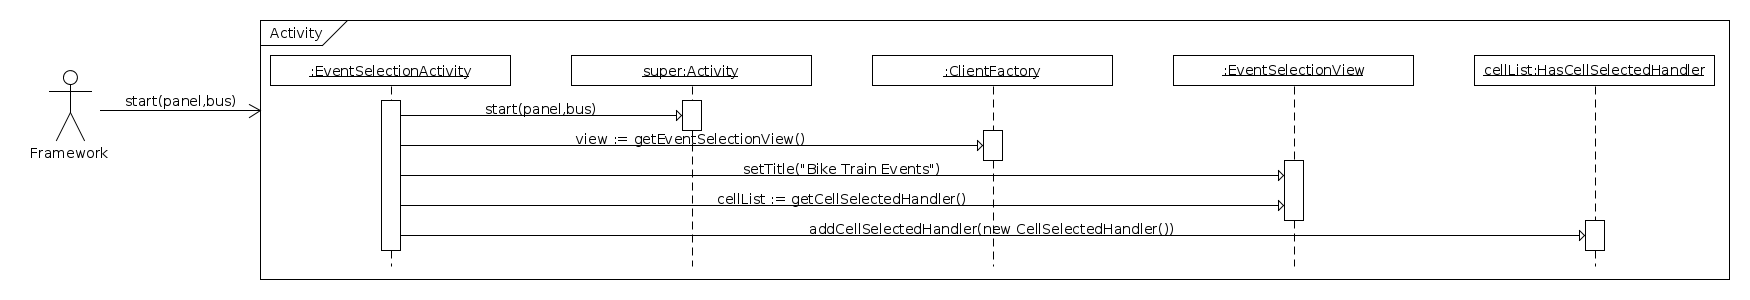 Activity
:EventSelectionActivity
super:Activity
:ClientFactory
:EventSelectionView
cellList:HasCellSelectedHandler
start(panel,bus)
Framework
start(panel,bus)
view := getEventSelectionView()
setTitle("Bike Train Events")
cellList := getCellSelectedHandler()
addCellSelectedHandler(new CellSelectedHandler())